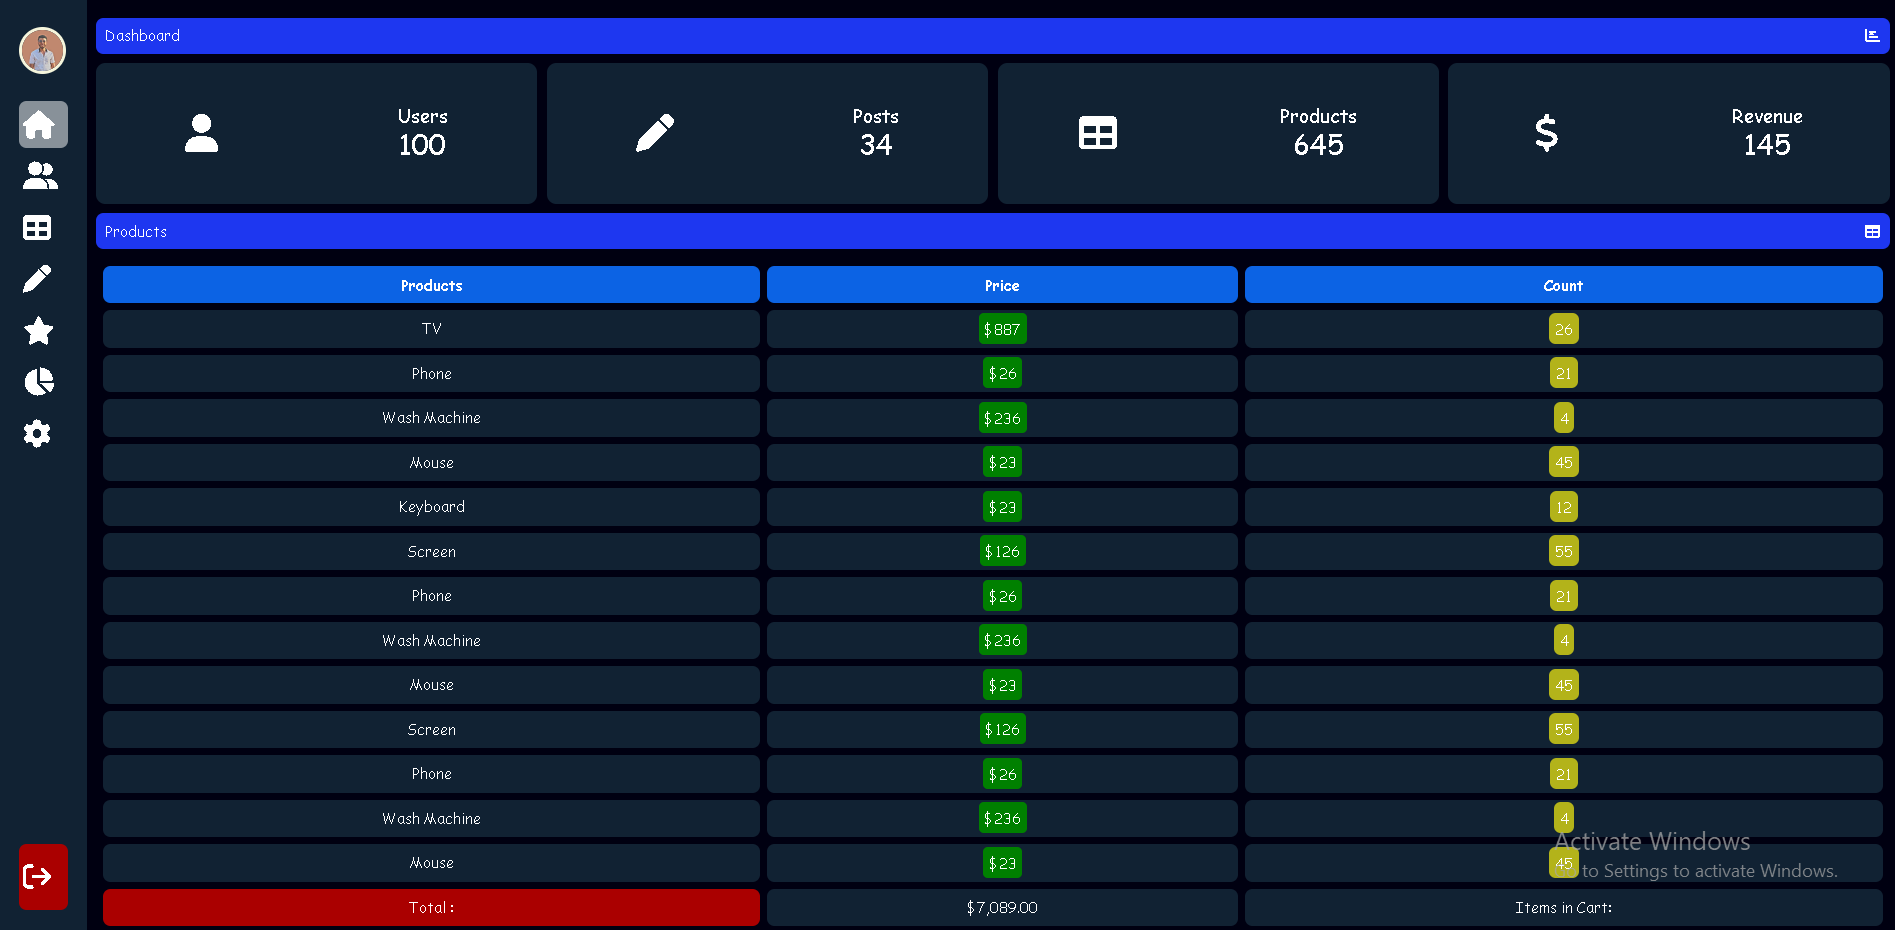 Dashboard
Users
100
Posts
34
Products
645
Revenue
145
Products
Products Price Count
TV $887 26
Phone $26 21
Wash Machine $236 4
Mouse $23 45
Keyboard $23 12
Screen $126 55
Phone $26 21
Wash Machine $236 4
Mouse $23 45
Screen $126 55
Phone $26 21
Wash Machine $236 4
Activate Windows
Mouse $23 45
to Settings to activate Windows.
Total : $7,089.00 Items in Cart: